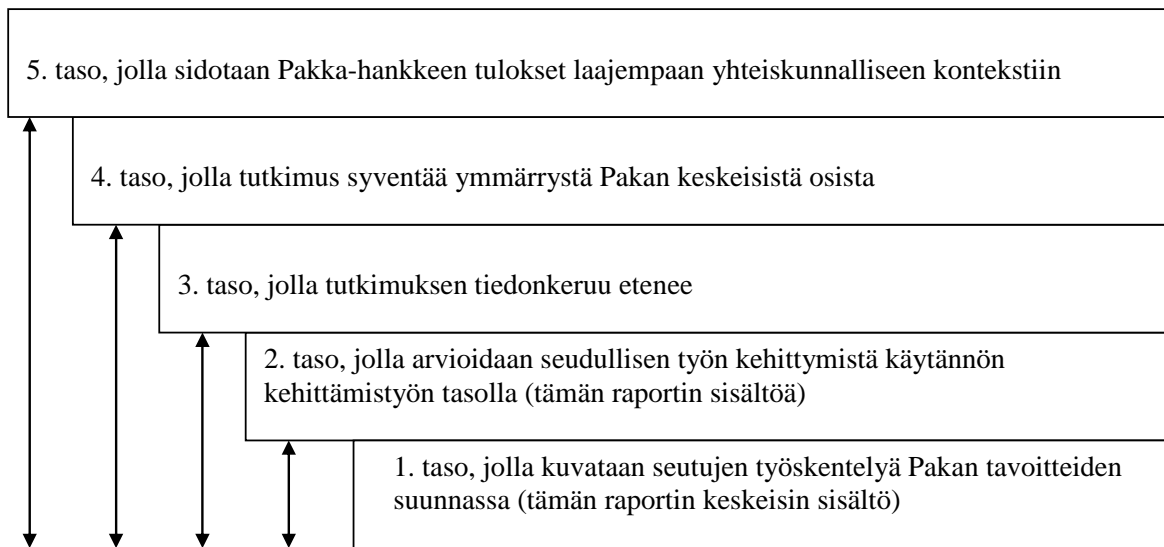 5. taso, jolla sidotaan Pakka-hankkeen tulokset laajempaan yhteiskunnalliseen kontekstiin
4. taso, jolla tutkimus syventää ymmärrystä Pakan keskeisistä osista
3. taso, jolla tutkimuksen tiedonkeruu etenee
2. taso, jolla arvioidaan seudullisen työn kehittymistä käytännön
kehittämistyön tasolla (tämän raportin sisältöä)
1. taso, jolla kuvataan seutujen työskentelyä Pakan tavoitteiden
suunnassa (tämän raportin keskeisin sisältö)